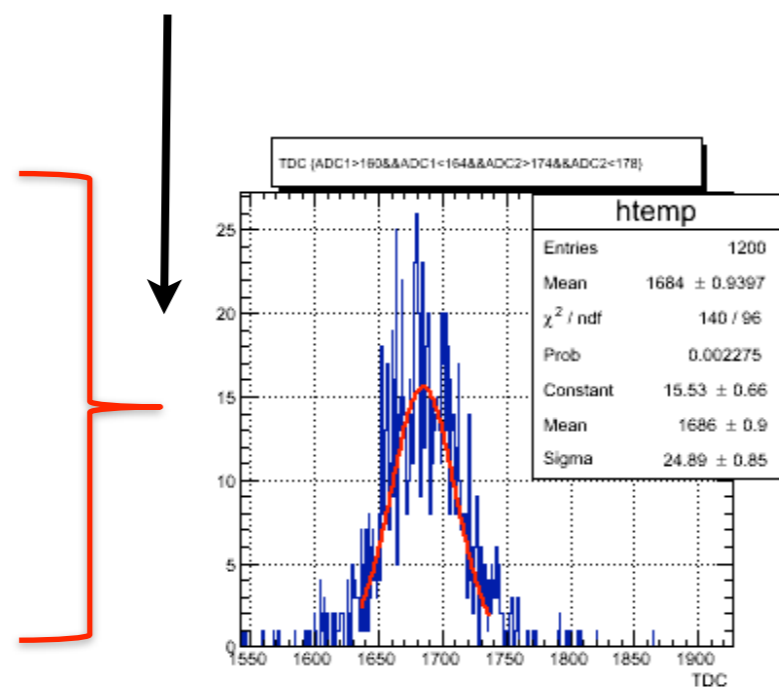 TDC {ADC1>160&&ADC1<164&&ADC2>174&&ADC2<178}
htemp
Entries 1200
Mean 1684 ± 0.9397
χ² / ndf 140 / 96
Prob 0.002275
Constant 15.53 ± 0.66
Mean 1686 ± 0.9
Sigma 24.89 ± 0.85
25
20
15
10
5
0
1550 1600 1650 1700 1750 1800 1850 1900
TDC